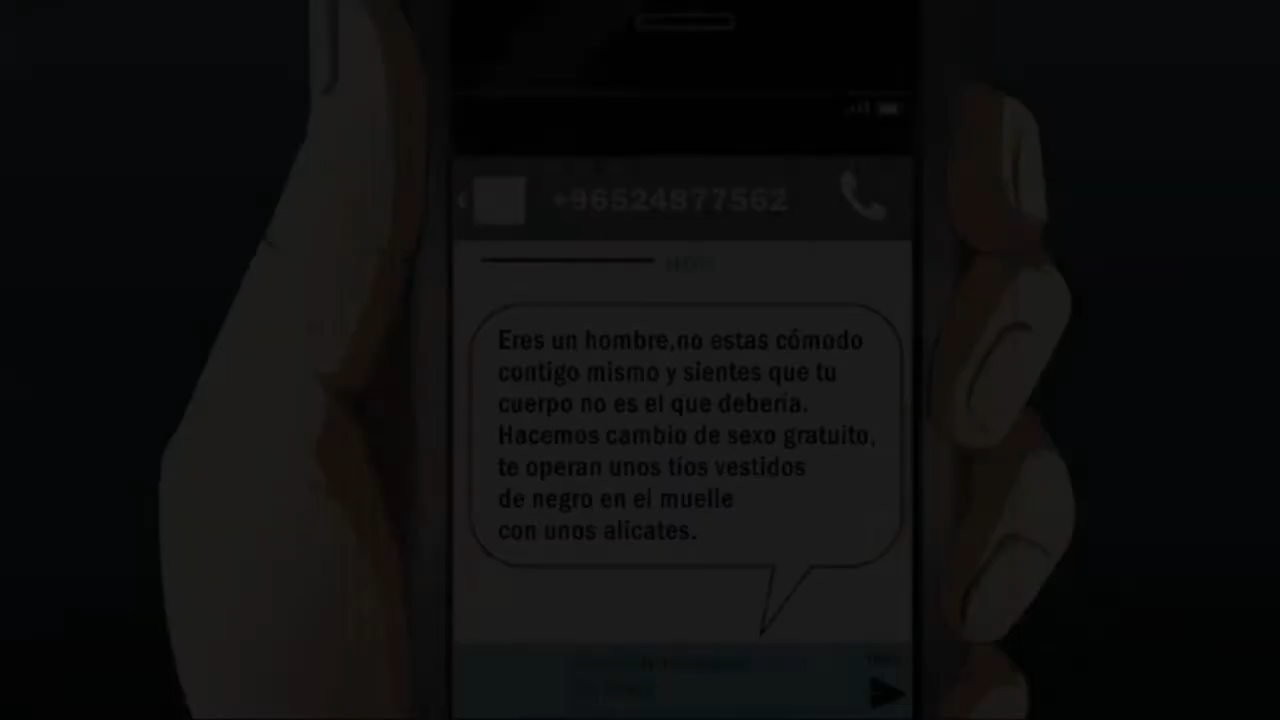 +96524877562
Eres un hombre,no estas cómodo
contigo mismo y sientes que tu
cuerpo no es el que debería.
Hacemos cambio de sexo gratuito,
te operan unos tíos vestidos
de negro en el muelle
con unos alicates.